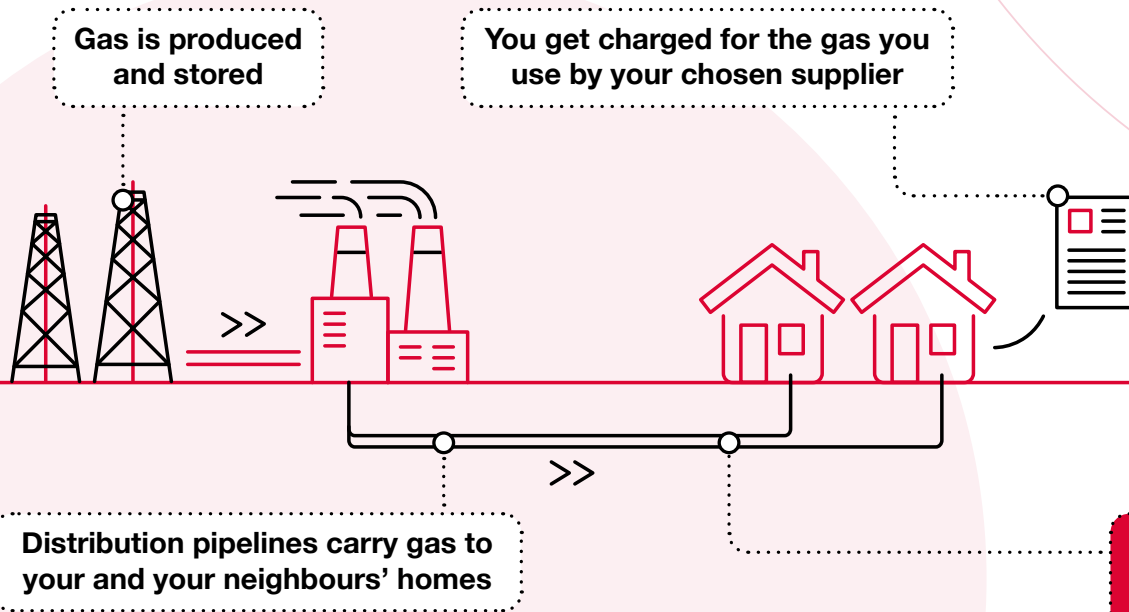 Gas is produced
and stored
You get charged for the gas you
use by your chosen supplier
Distribution pipelines carry gas to
your and your neighbours’ homes